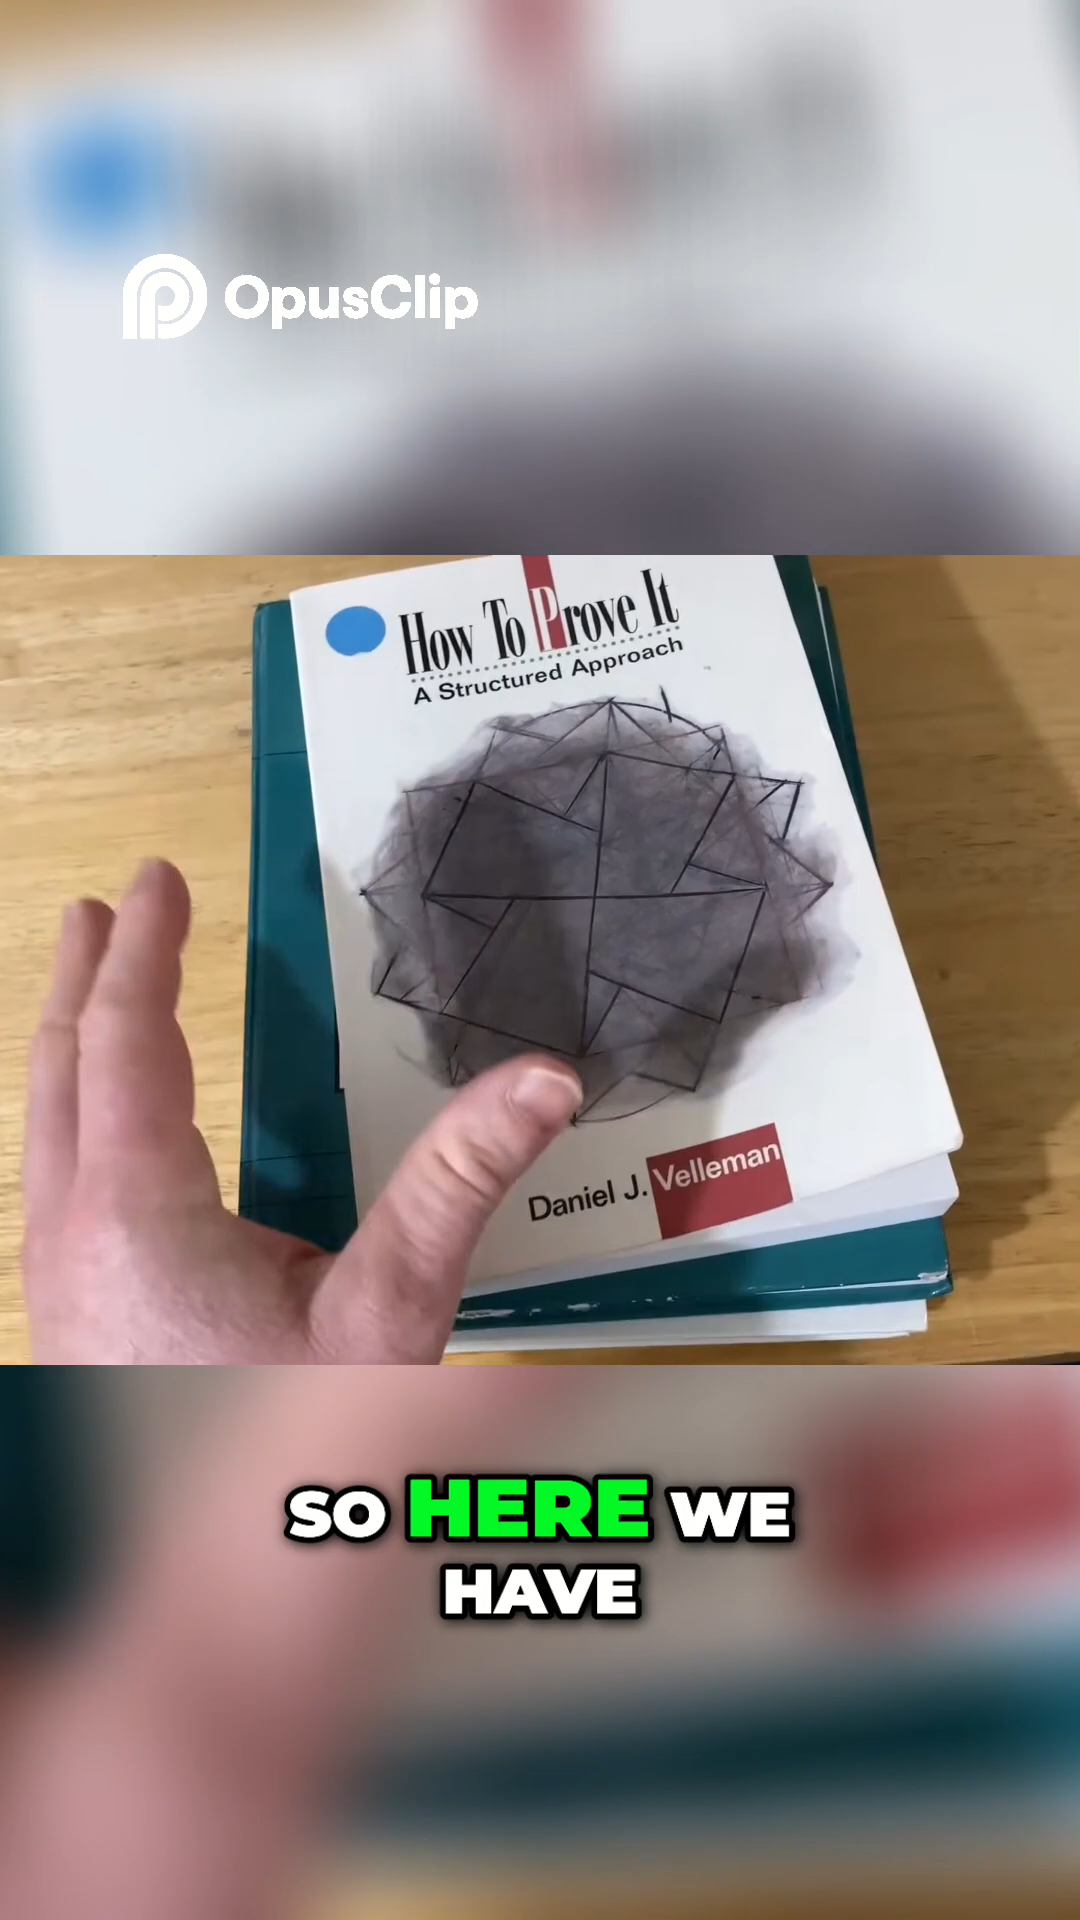 OpusClip
How To Prove It
A Structured Approach
Daniel J. Velleman
SO HERE WE
HAVE